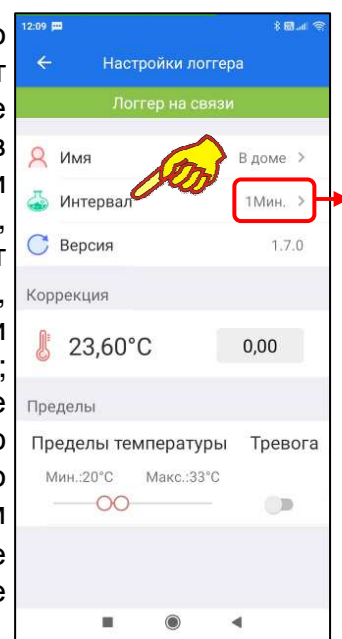 12:09
Настройки логгера
Логгер на связи
Имя В доме >
Интервал 1Мин. >
Версия 1.7.0
Коррекция
23,60°C 0,00
Пределы
Пределы температуры Тревога
Мин.:20°C Макс.:33°C